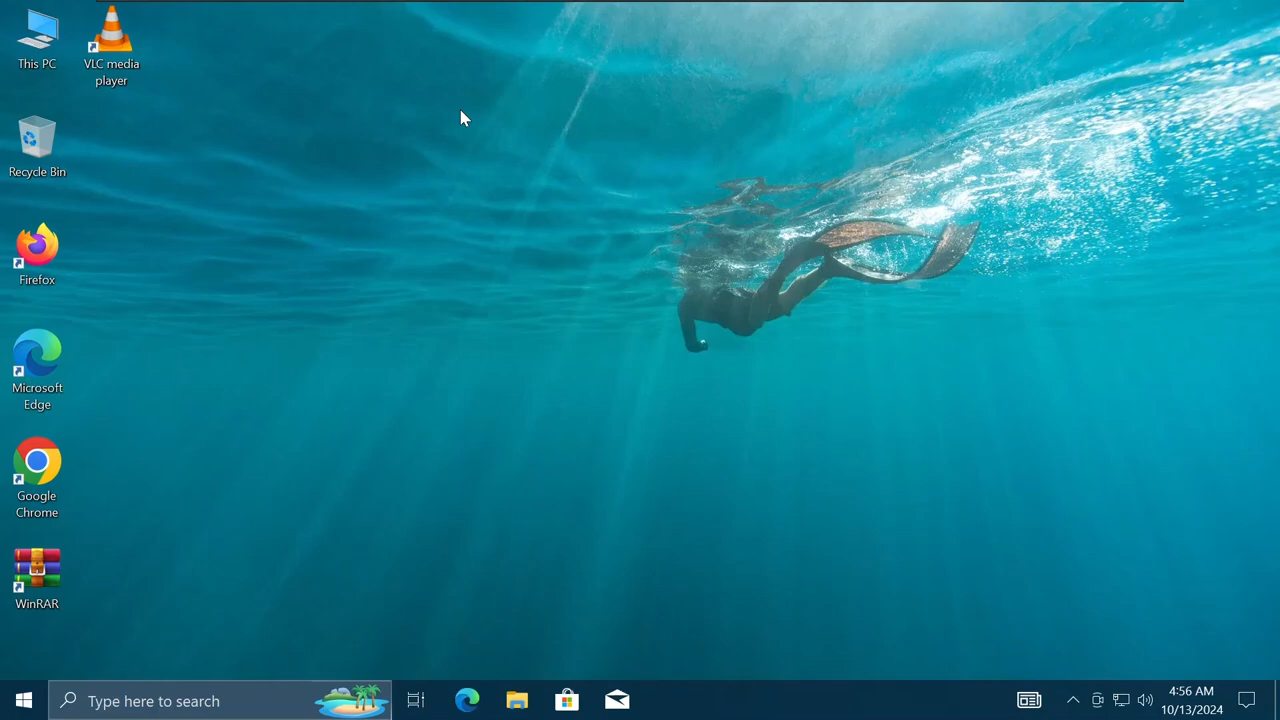 This PC
VLC media
player
Recycle Bin
Firefox
Microsoft
Edge
Google
Chrome
WinRAR
Type here to search
4:56 AM
10/13/2024